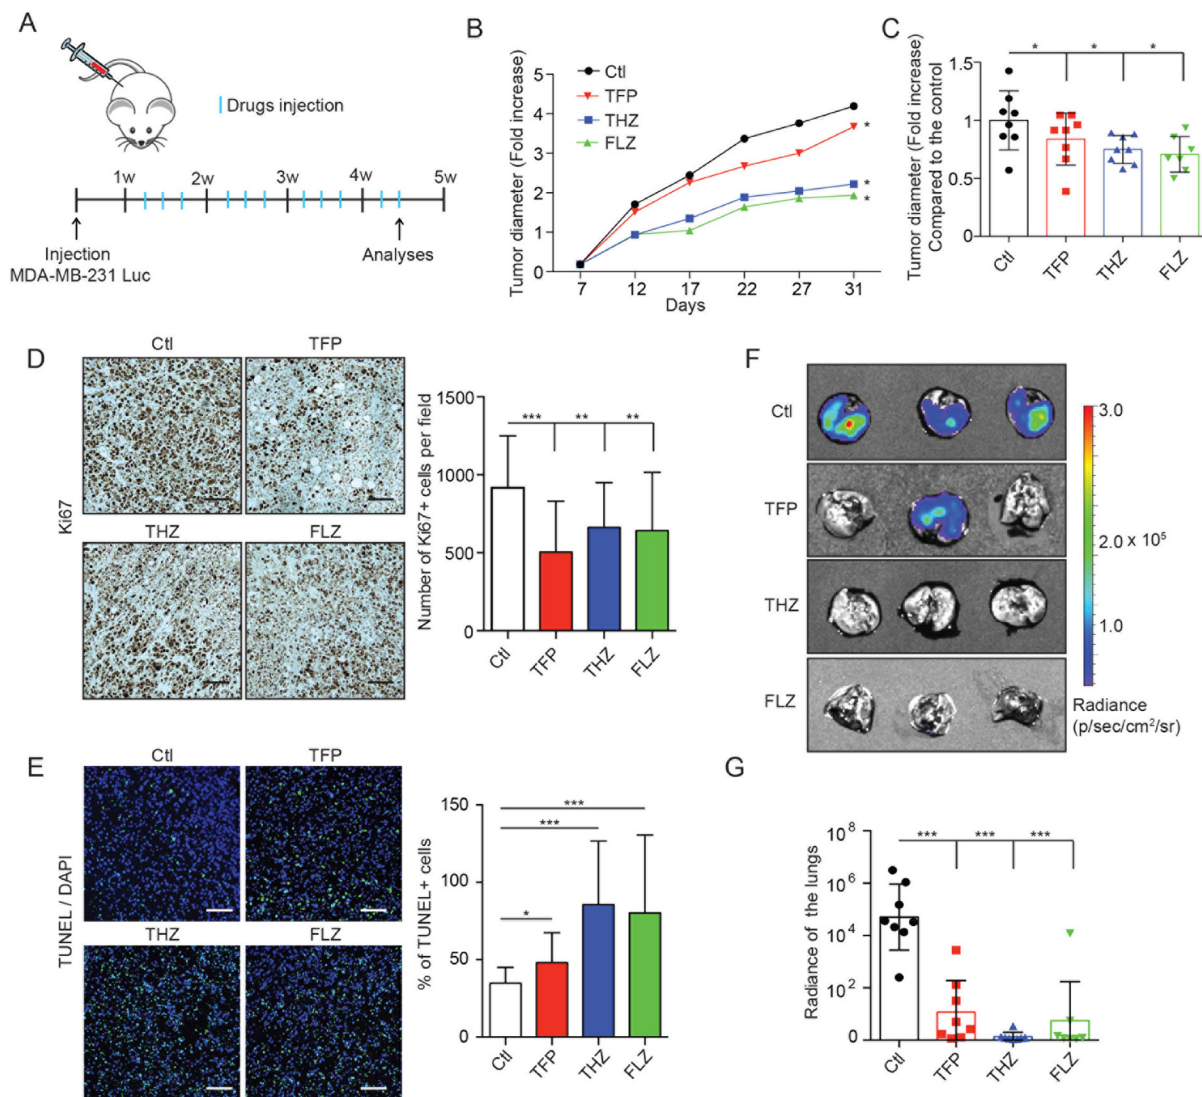 A
Drugs injection
1w 2w 3w 4w 5w
Injection
MDA-MB-231 Luc
Analyses
B
Tumor diameter (Fold increase)
5
4
3
2
1
0
Ctl
TFP
THZ
FLZ
*
*
*
7 12 17 22 27 31
Days
C
Tumor diameter (Fold increase)
Compared to the control
1.5
1
0.5
0
* * *
Ctl TFP THZ FLZ
D
Ki67
Ctl TFP
THZ FLZ
Number of Ki67+ cells per field
1500
1000
500
0
*** ** **
Ctl TFP THZ FLZ
E
TUNEL / DAPI
Ctl TFP
THZ FLZ
% of TUNEL+ cells
150
100
50
0
***
***
*
Ctl TFP THZ FLZ
F
Ctl
TFP
THZ
FLZ
3.0
2.0 x 10⁵
1.0
Radiance
(p/sec/cm²/sr)
G
Radiance of the lungs
10⁸
10⁶
10⁴
10²
0
*** *** ***
Ctl TFP THZ FLZ